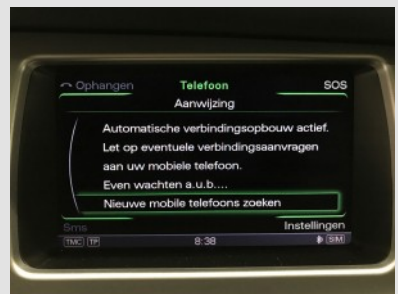 Ophangen Telefoon SOS
Aanwijzing
Automatische verbindingsopbouw actief.
Let op eventuele verbindingsaanvragen
aan uw mobiele telefoon.
Even wachten a.u.b....
Nieuwe mobile telefoons zoeken
Sms Instellingen
TMC TP 8:38 SIM